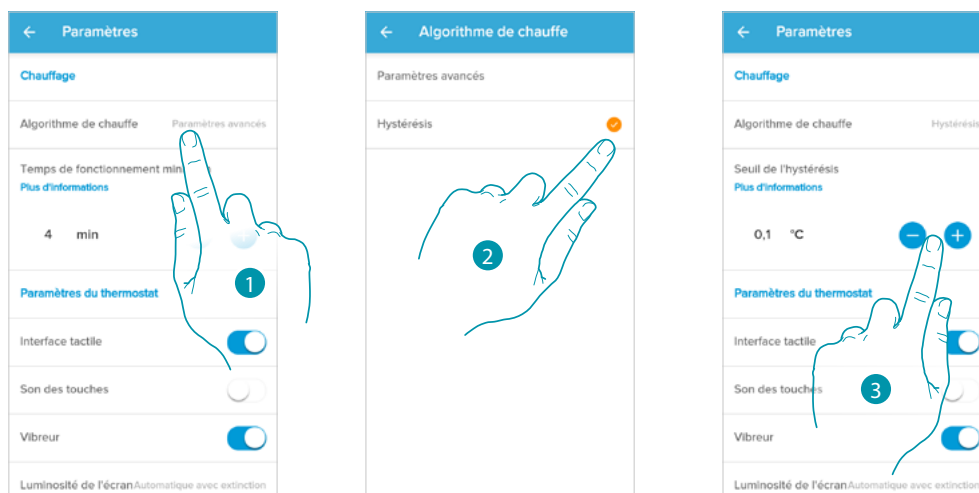 ← Paramètres
Chauffage
Algorithme de chauffe Paramètres avancés
Temps de fonctionnement
Plus d'informations
4 min
1
Paramètres du thermostat
Interface tactile
Son des touches
Vibreur
Luminosité de l'écran Automatique avec extinction
← Algorithme de chauffe
Paramètres avancés
Hystérésis
2
← Paramètres
Chauffage
Algorithme de chauffe Hystérésis
Seuil de l'hystérésis
Plus d'informations
0,1 °C
Paramètres du thermostat
Interface tactile
Son des touches
3
Vibreur
Luminosité de l'écran Automatique avec extinction